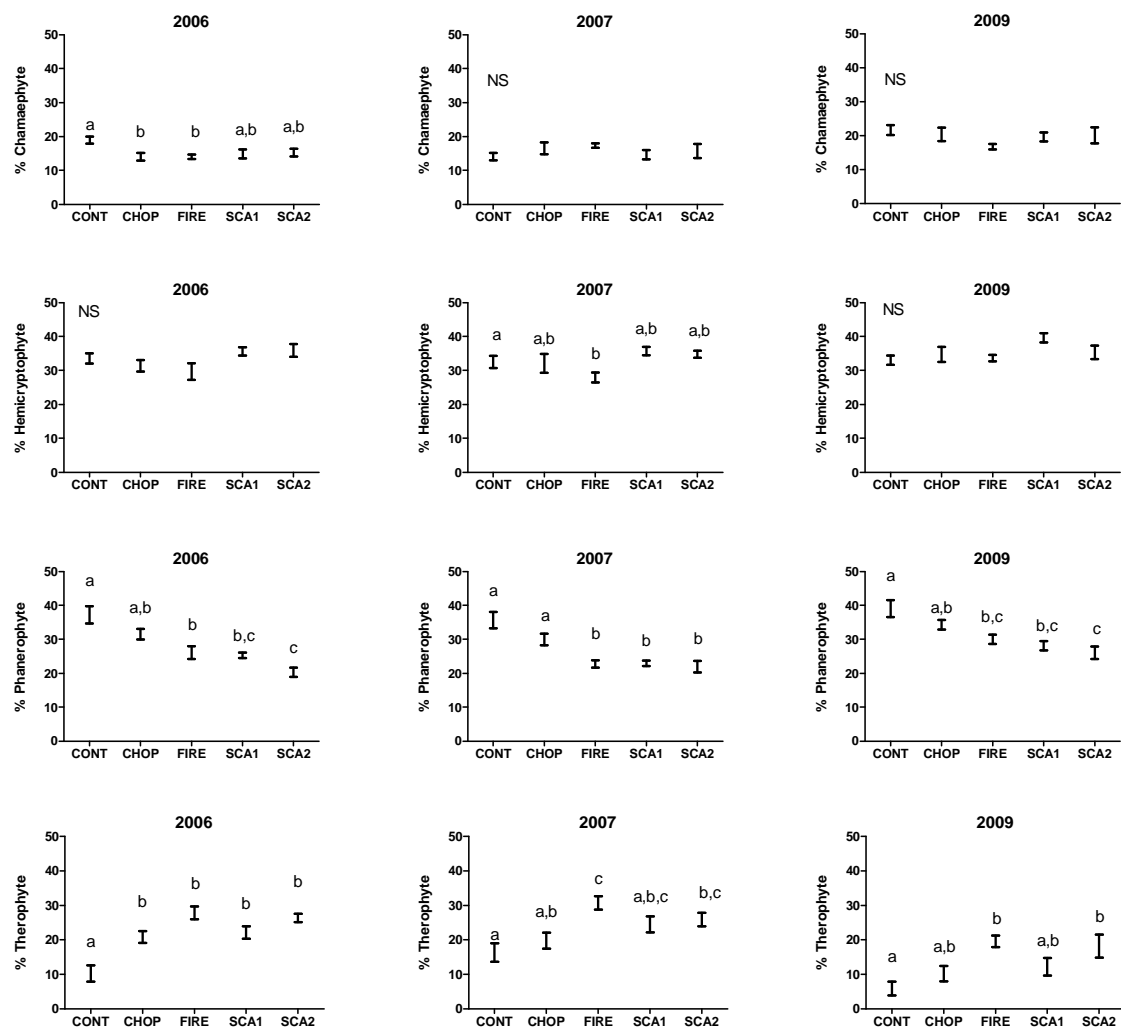 2006
% Chamaephyte
50
40
30
20
10
0
a b b a,b a,b
CONT CHOP FIRE SCA1 SCA2
2007
% Chamaephyte
50
40
30
20
10
0
NS
CONT CHOP FIRE SCA1 SCA2
2009
% Chamaephyte
50
40
30
20
10
0
NS
CONT CHOP FIRE SCA1 SCA2
2006
% Hemicryptophyte
50
40
30
20
10
0
NS
CONT CHOP FIRE SCA1 SCA2
2007
% Hemicryptophyte
50
40
30
20
10
0
a a,b b a,b a,b
CONT CHOP FIRE SCA1 SCA2
2009
% Hemicryptophyte
50
40
30
20
10
0
NS
CONT CHOP FIRE SCA1 SCA2
2006
% Phanerophyte
50
40
30
20
10
0
a a,b b b,c c
CONT CHOP FIRE SCA1 SCA2
2007
% Phanerophyte
50
40
30
20
10
0
a a b b b
CONT CHOP FIRE SCA1 SCA2
2009
% Phanerophyte
50
40
30
20
10
0
a a,b b,c b,c c
CONT CHOP FIRE SCA1 SCA2
2006
% Therophyte
50
40
30
20
10
0
a b b b b
CONT CHOP FIRE SCA1 SCA2
2007
% Therophyte
50
40
30
20
10
0
a a,b c a,b,c b,c
CONT CHOP FIRE SCA1 SCA2
2009
% Therophyte
50
40
30
20
10
0
a a,b b a,b b
CONT CHOP FIRE SCA1 SCA2